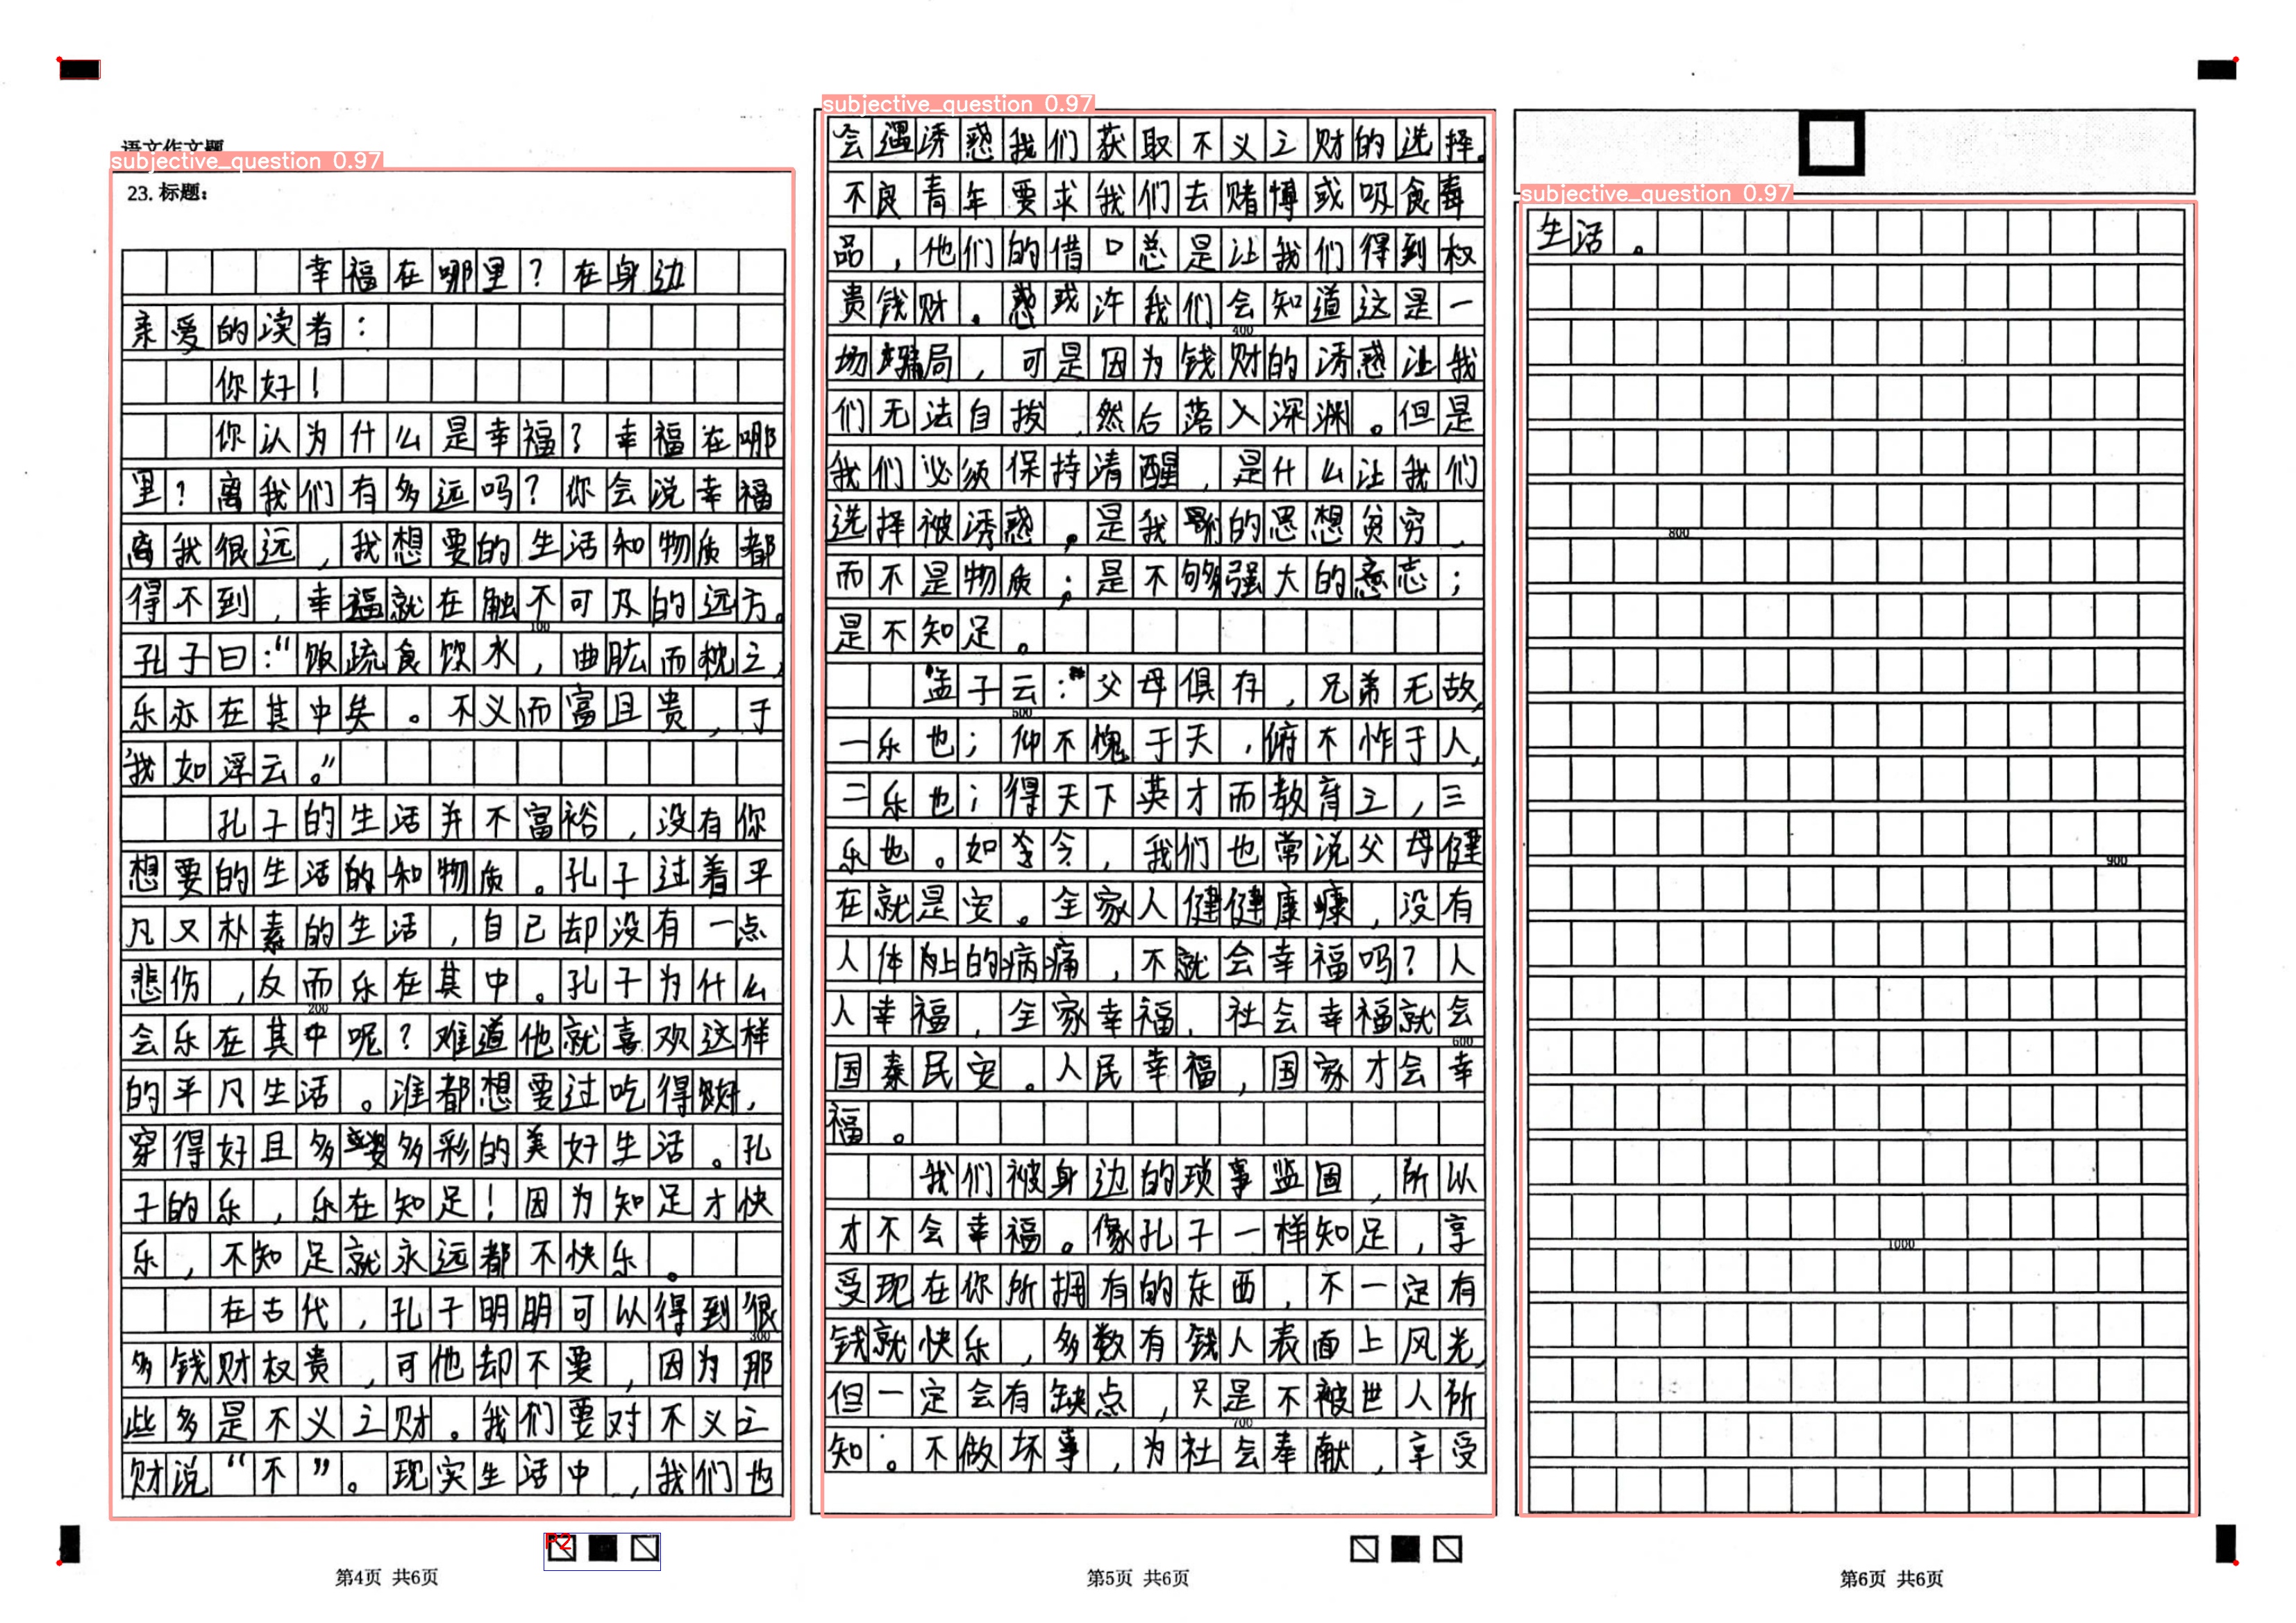 语文作文题
subjective_question 0.97
23. 标题：
幸福在哪里？在身边
亲爱的读者：
你好！
你认为什么是幸福？幸福在哪
里？离我们有多远吗？你会说幸福
离我很远，我想要的生活和物质都
得不到，幸福就在触不可及的远方。
100
孔子曰：“饭疏食饮水，曲肱而枕之，
乐亦在其中矣。不义而富且贵，于
我如浮云。”
孔子的生活并不富裕，没有你
想要的生活的和物质。孔子过着平
凡又朴素的生活，自己却没有一点
悲伤，反而乐在其中。孔子为什么
200
会乐在其中呢？难道他就喜欢这样
的平凡生活。谁都想要过吃得好，
穿得好且多姿多彩的美好生活。孔
子的乐，乐在知足！因为知足才快
乐，不知足就永远都不快乐。
在古代，孔子明明可以得到很
300
多钱财权贵，可他却不要，因为那
些多是不义之财。我们要对不义之
财说“不”。现实生活中，我们也
P2
第4页 共6页
subjective_question 0.97
会遇诱惑我们获取不义之财的选择。
不良青年要求我们去赌博或吸食毒
品，他们的借口总是让我们得到权
贵钱财。或许我们会知道这是一
400
场骗局，可是因为钱财的诱惑让我
们无法自拔，然后落入深渊。但是
我们必须保持清醒，是什么让我们
选择被诱惑。是我们的思想贫穷，
而不是物质；是不够强大的意志；
是不知足。
孟子云：“父母俱存，兄弟无故，
500
一乐也；仰不愧于天，俯不怍于人，
二乐也；得天下英才而教育之，三
乐也。如今，我们也常说父母健
在就是安。全家人健健康康，没有
人体上的病痛，不就会幸福吗？人
人幸福，全家幸福，社会幸福就会
600
国泰民安。人民幸福，国家才会幸
福。
我们被身边的琐事监国，所以
才不会幸福。像孔子一样知足，享
受现在你所拥有的东西，不一定有
钱就快乐，多数有钱人表面上风光，
但一定会有缺点，只是不被世人所
700
知。不做坏事，为社会奉献，享受
第5页 共6页
subjective_question 0.97
生活。
800
900
1000
第6页 共6页